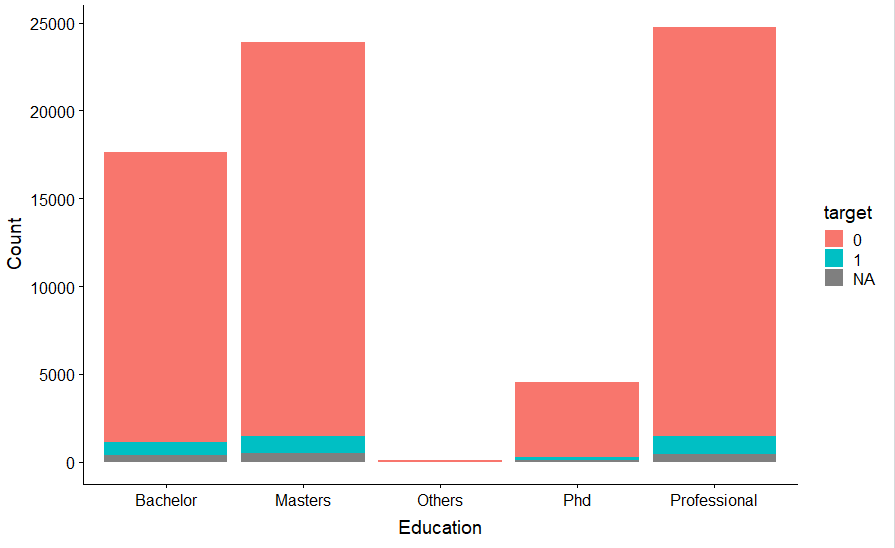 25000
20000
15000
10000
5000
0
Count
Bachelor
Masters
Others
Phd
Professional
Education
target
0
1
NA